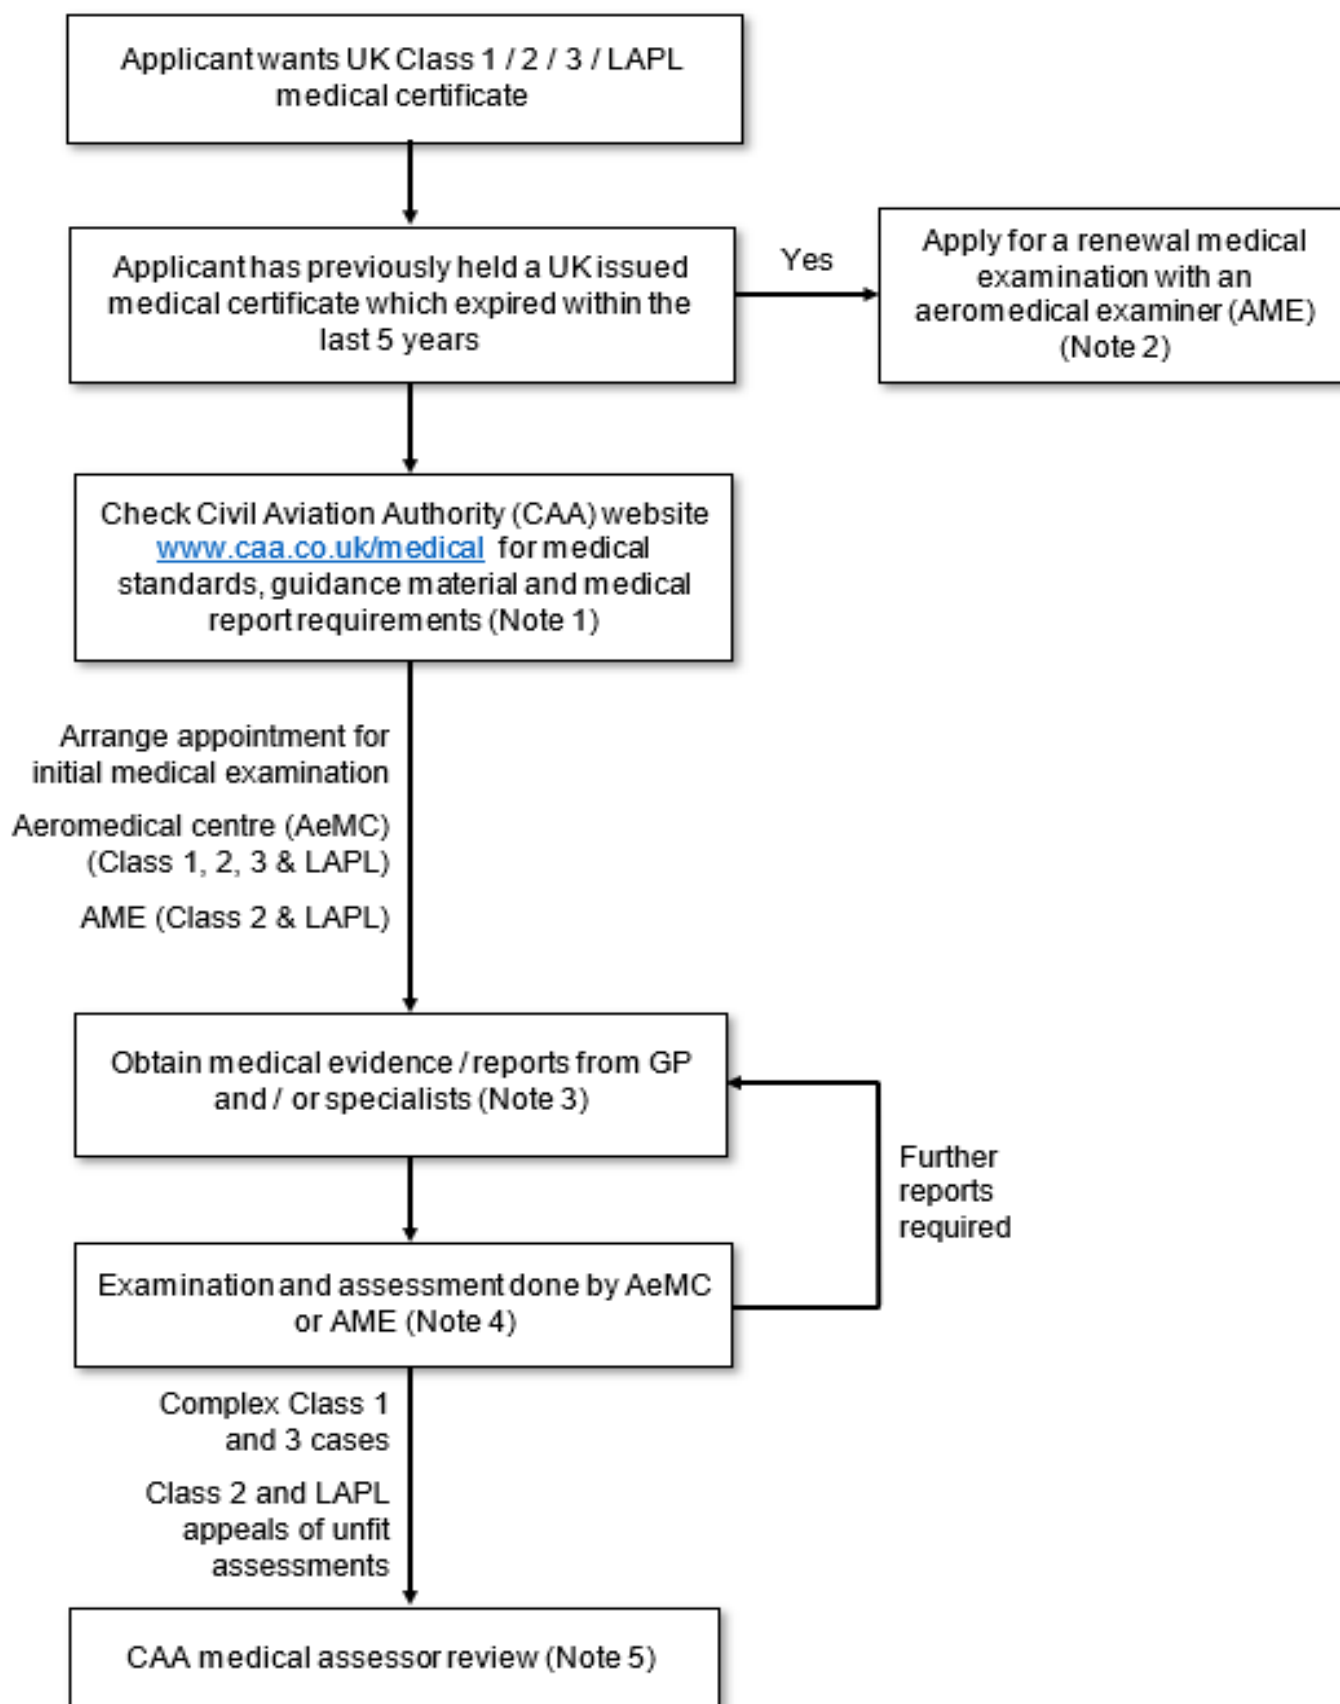 Applicant wants UK Class 1 / 2 / 3 / LAPL
medical certificate
Applicant has previously held a UK issued
medical certificate which expired within the
last 5 years
Yes
Apply for a renewal medical
examination with an
aeromedical examiner (AME)
(Note 2)
Check Civil Aviation Authority (CAA) website
www.caa.co.uk/medical for medical
standards, guidance material and medical
report requirements (Note 1)
Arrange appointment for
initial medical examination
Aeromedical centre (AeMC)
(Class 1, 2, 3 & LAPL)
AME (Class 2 & LAPL)
Obtain medical evidence / reports from GP
and / or specialists (Note 3)
Further
reports
required
Examination and assessment done by AeMC
or AME (Note 4)
Complex Class 1
and 3 cases
Class 2 and LAPL
appeals of unfit
assessments
CAA medical assessor review (Note 5)